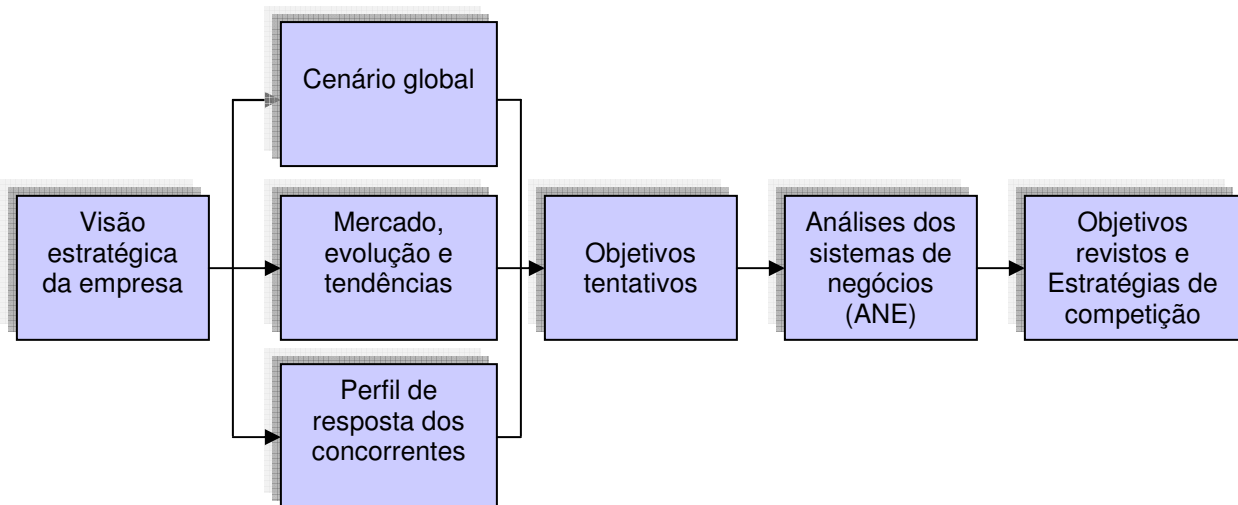 Cenário global
Visão
estratégica
da empresa
Mercado,
evolução e
tendências
Perfil de
resposta dos
concorrentes
Objetivos
tentativos
Análises dos
sistemas de
negócios
(ANE)
Objetivos
revistos e
Estratégias de
competição